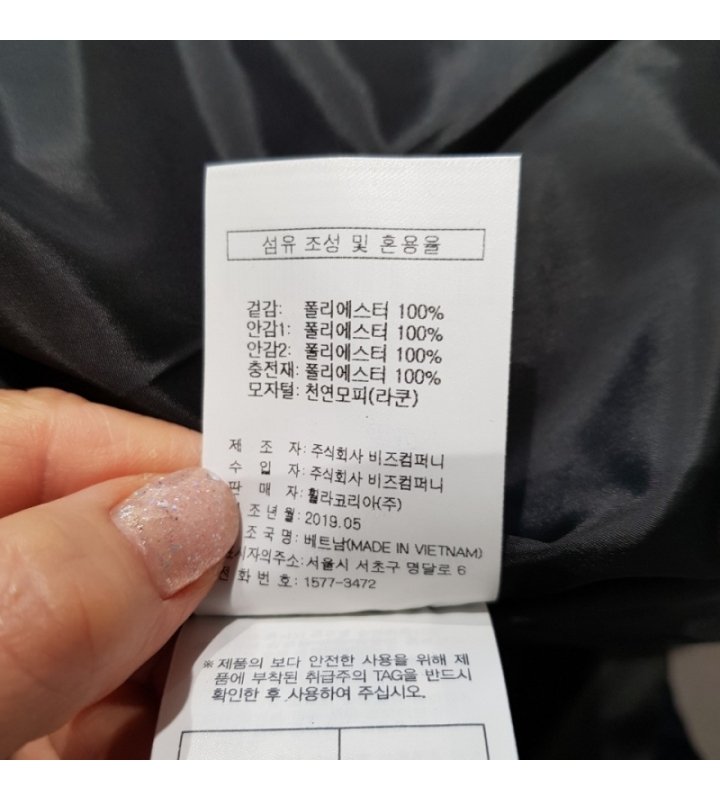 섬유 조성 및 혼용율
겉감: 폴리에스터 100%
안감1: 폴리에스터 100%
안감2: 폴리에스터 100%
충전재: 폴리에스터 100%
모자털: 천연모피(라쿤)
제 조 자: 주식회사 비즈컴퍼니
수 입 자: 주식회사 비즈컴퍼니
판 매 자: 휠라코리아(주)
조년월: 2019.05
조국명: 베트남(MADE IN VIETNAM)
시자의주소: 서울시 서초구 명달로 6
전 화 번 호: 1577-3472
※ 제품의 보다 안전한 사용을 위해 제
품에 부착된 취급주의 TAG을 반드시
확인한 후 사용하여 주십시오.